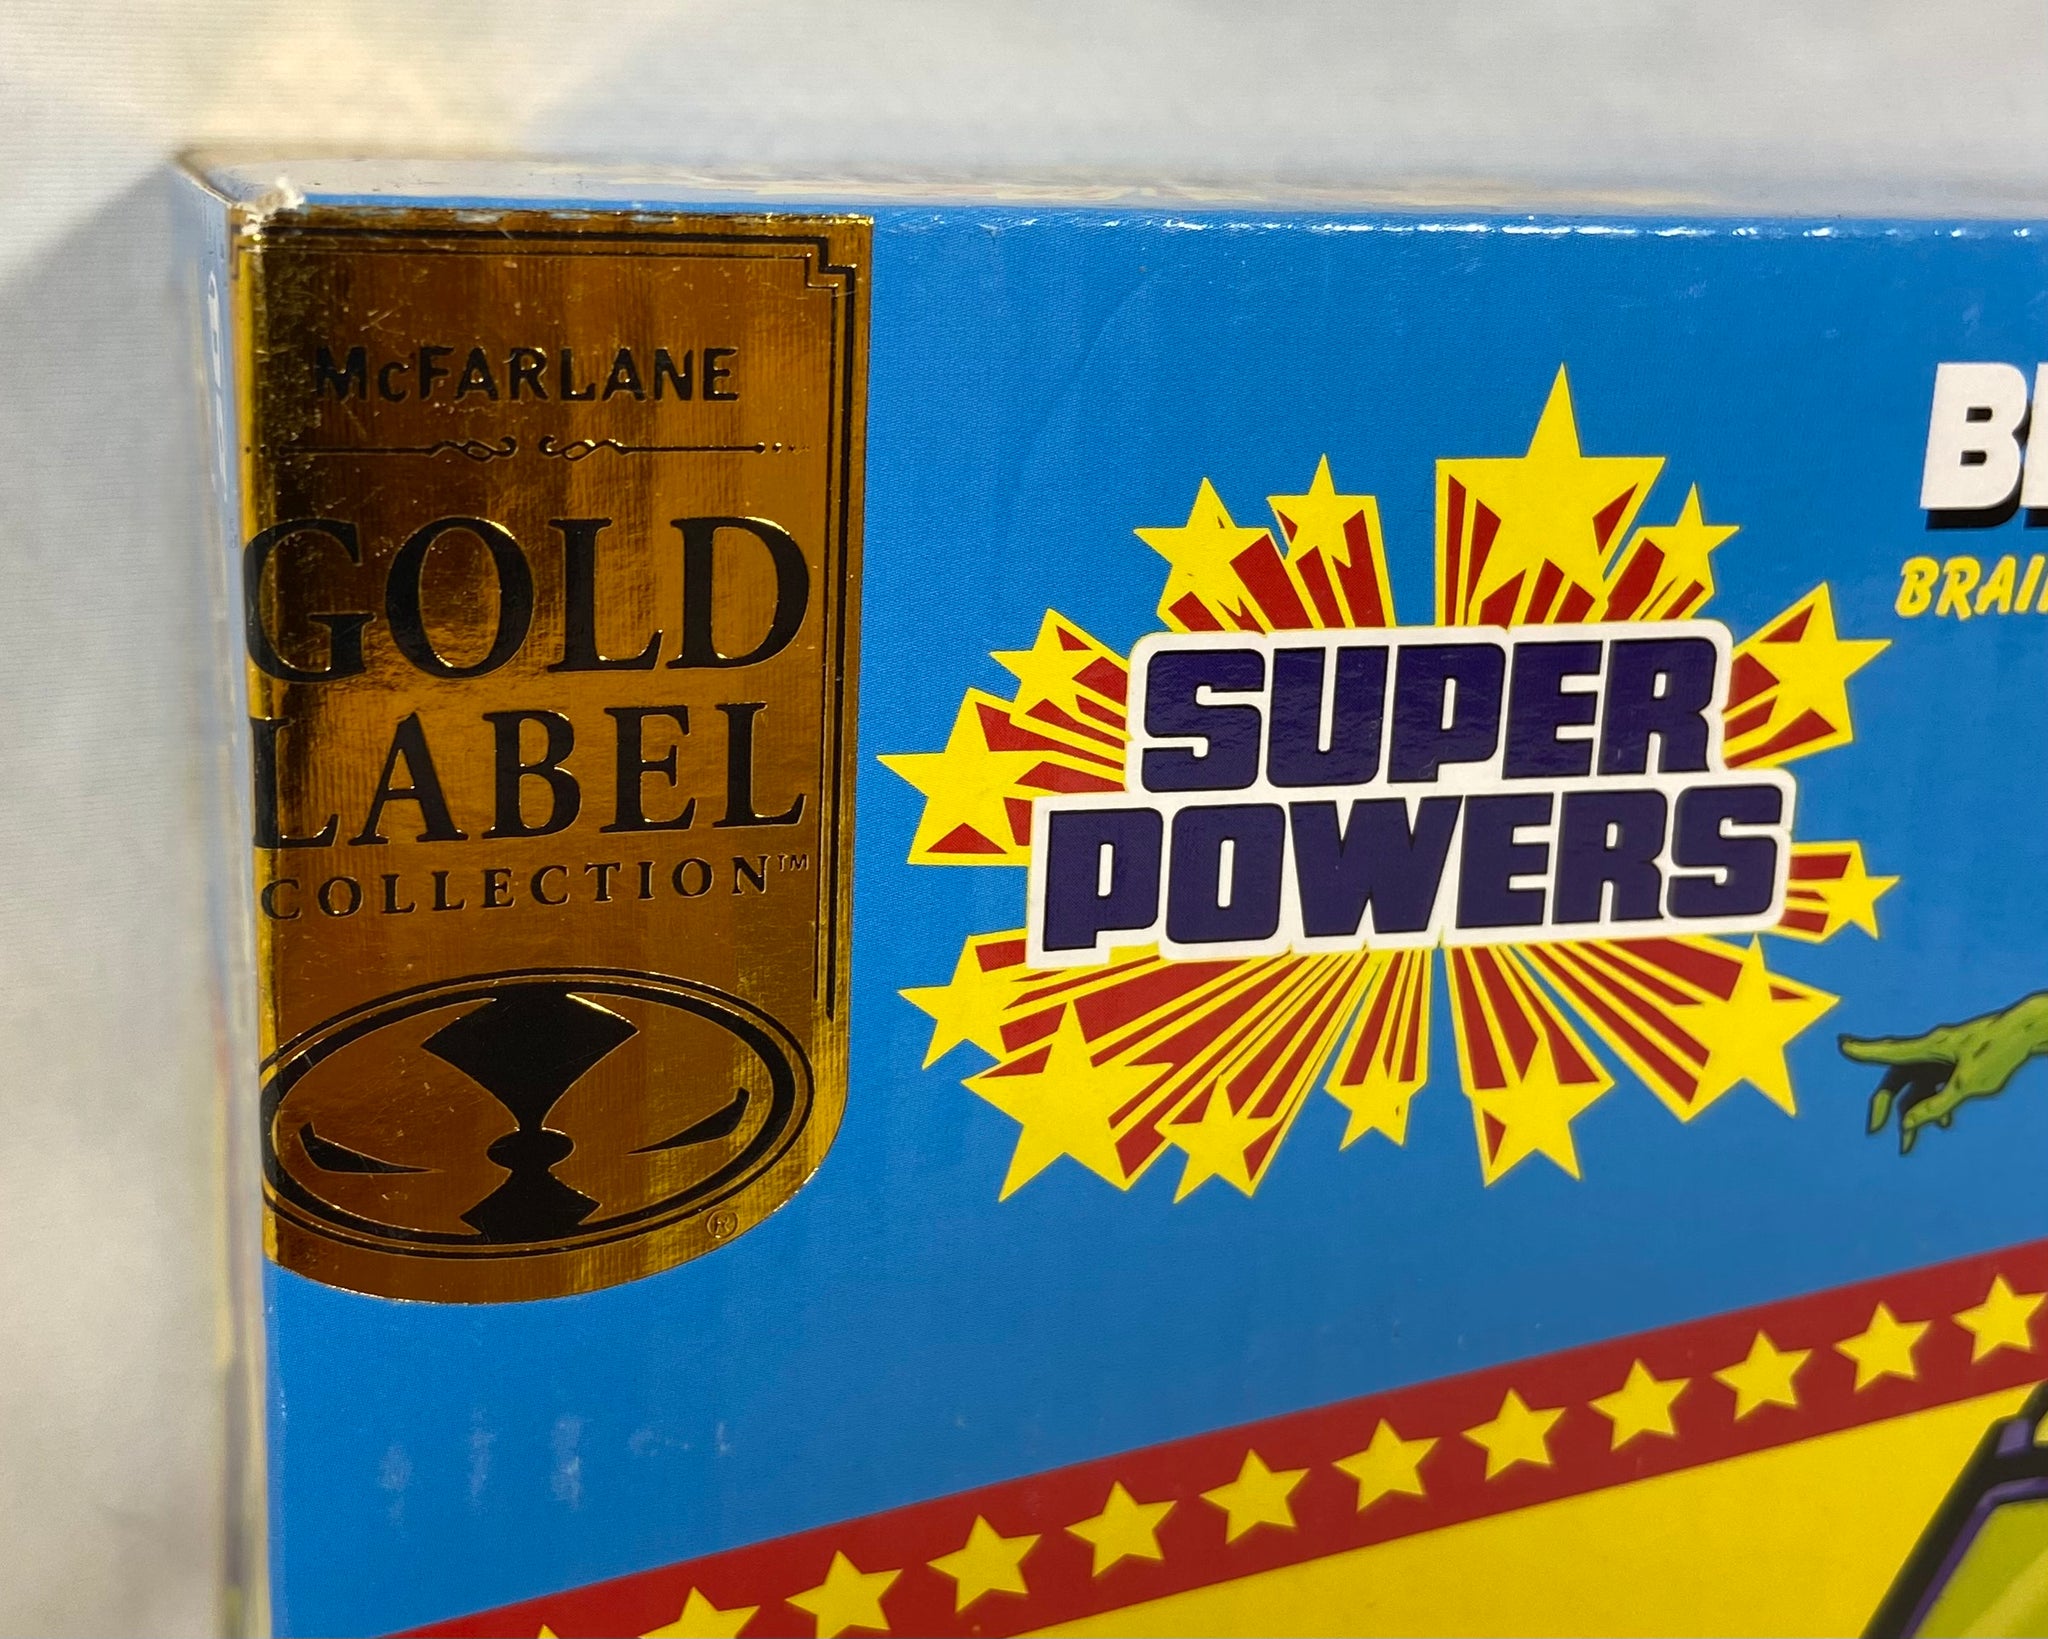 McFARLANE
GOLD
LABEL
COLLECTION™
®
SUPER
POWERS